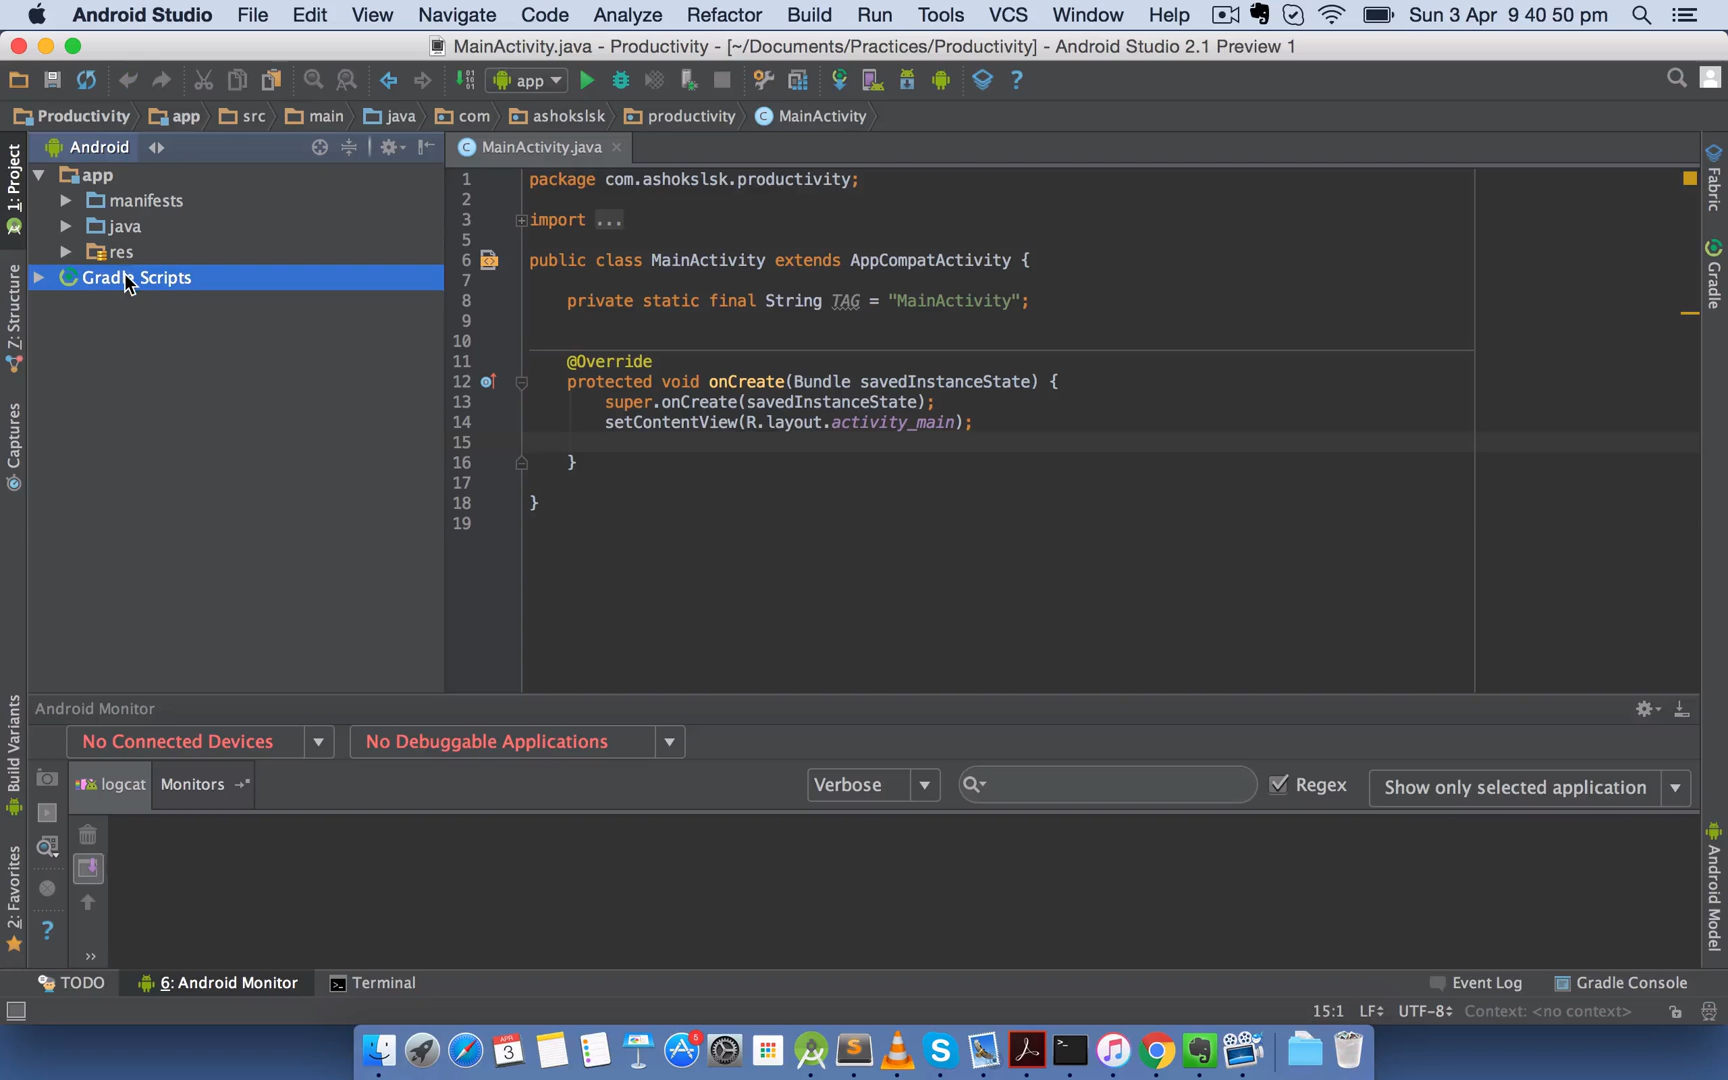 Android Studio File Edit View Navigate Code Analyze Refactor Build Run Tools VCS Window Help Sun 3 Apr 9 40 50 pm
MainActivity.java - Productivity - [~/Documents/Practices/Productivity] - Android Studio 2.1 Preview 1
app
Productivity app src main java com ashokslsk productivity MainActivity
1: Project
Z: Structure
Captures
Build Variants
2: Favorites
Android
app
manifests
java
res
Gradle Scripts
MainActivity.java
1 package com.ashokslsk.productivity;
2
3 import ...
5
6 public class MainActivity extends AppCompatActivity {
7
8 private static final String TAG = "MainActivity";
9
10
11 @Override
12 protected void onCreate(Bundle savedInstanceState) {
13 super.onCreate(savedInstanceState);
14 setContentView(R.layout.activity_main);
15
16 }
17
18 }
19
Fabric
Gradle
Android Model
Android Monitor
No Connected Devices No Debuggable Applications
logcat Monitors Verbose Regex Show only selected application
TODO 6: Android Monitor Terminal Event Log Gradle Console
15:1 LF UTF-8 Context: <no context>
APR
3
5